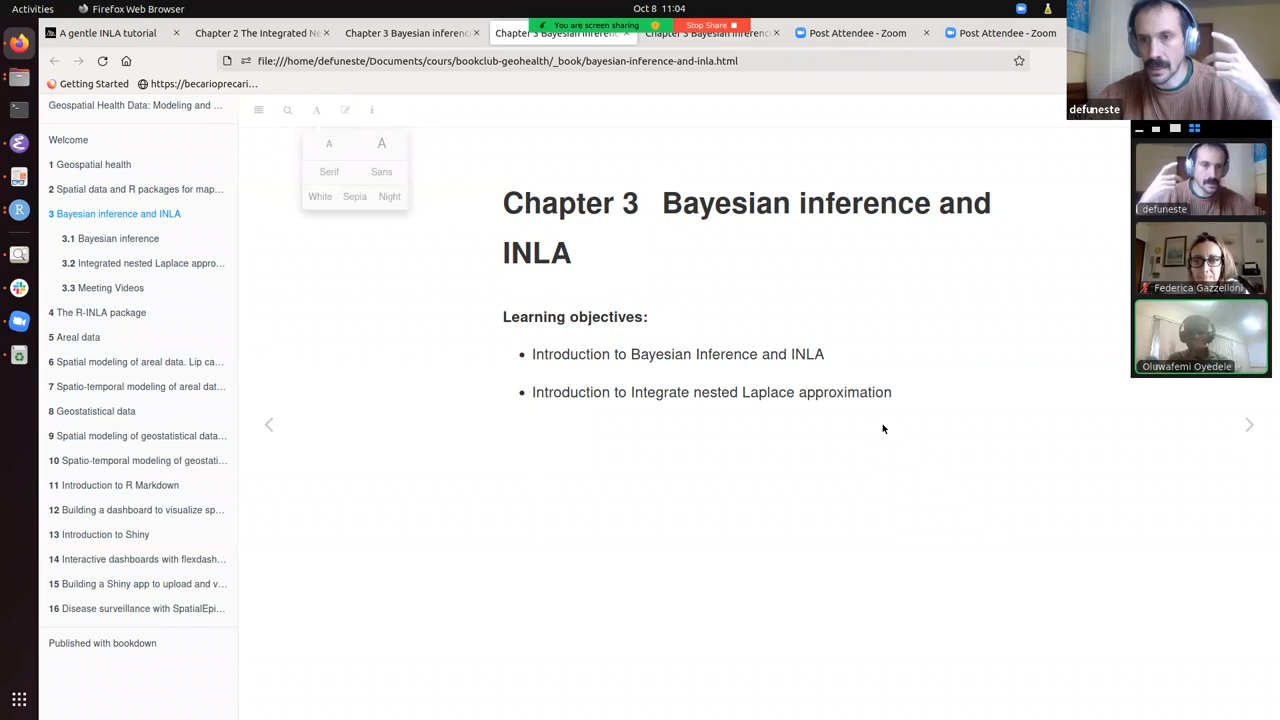 Activities
Firefox Web Browser
Oct 8 11:04
You are screen sharing
Stop Share
A gentle INLA tutorial
Chapter 2 The Integrated Ne
Chapter 3 Bayesian inferenc
Chapter 3 Bayesian inferen
Chapter 3 Bayesian inference
Post Attendee - Zoom
Post Attendee - Zoom
file:///home/defuneste/Documents/cours/bookclub-geohealth/_book/bayesian-inference-and-inla.html
Getting Started
https://becarioprecari…
Geospatial Health Data: Modeling and …
Welcome
1 Geospatial health
2 Spatial data and R packages for map…
3 Bayesian inference and INLA
3.1 Bayesian inference
3.2 Integrated nested Laplace appro…
3.3 Meeting Videos
4 The R-INLA package
5 Areal data
6 Spatial modeling of areal data. Lip ca…
7 Spatio-temporal modeling of areal dat…
8 Geostatistical data
9 Spatial modeling of geostatistical data…
10 Spatio-temporal modeling of geostati…
11 Introduction to R Markdown
12 Building a dashboard to visualize sp…
13 Introduction to Shiny
14 Interactive dashboards with flexdash…
15 Building a Shiny app to upload and v…
16 Disease surveillance with SpatialEpi…
Published with bookdown
A
A A
Serif Sans
White Sepia Night
Chapter 3 Bayesian inference and
INLA
Learning objectives:
• Introduction to Bayesian Inference and INLA
• Introduction to Integrate nested Laplace approximation
defuneste
defuneste
Federica Gazzelloni
Oluwafemi Oyedele